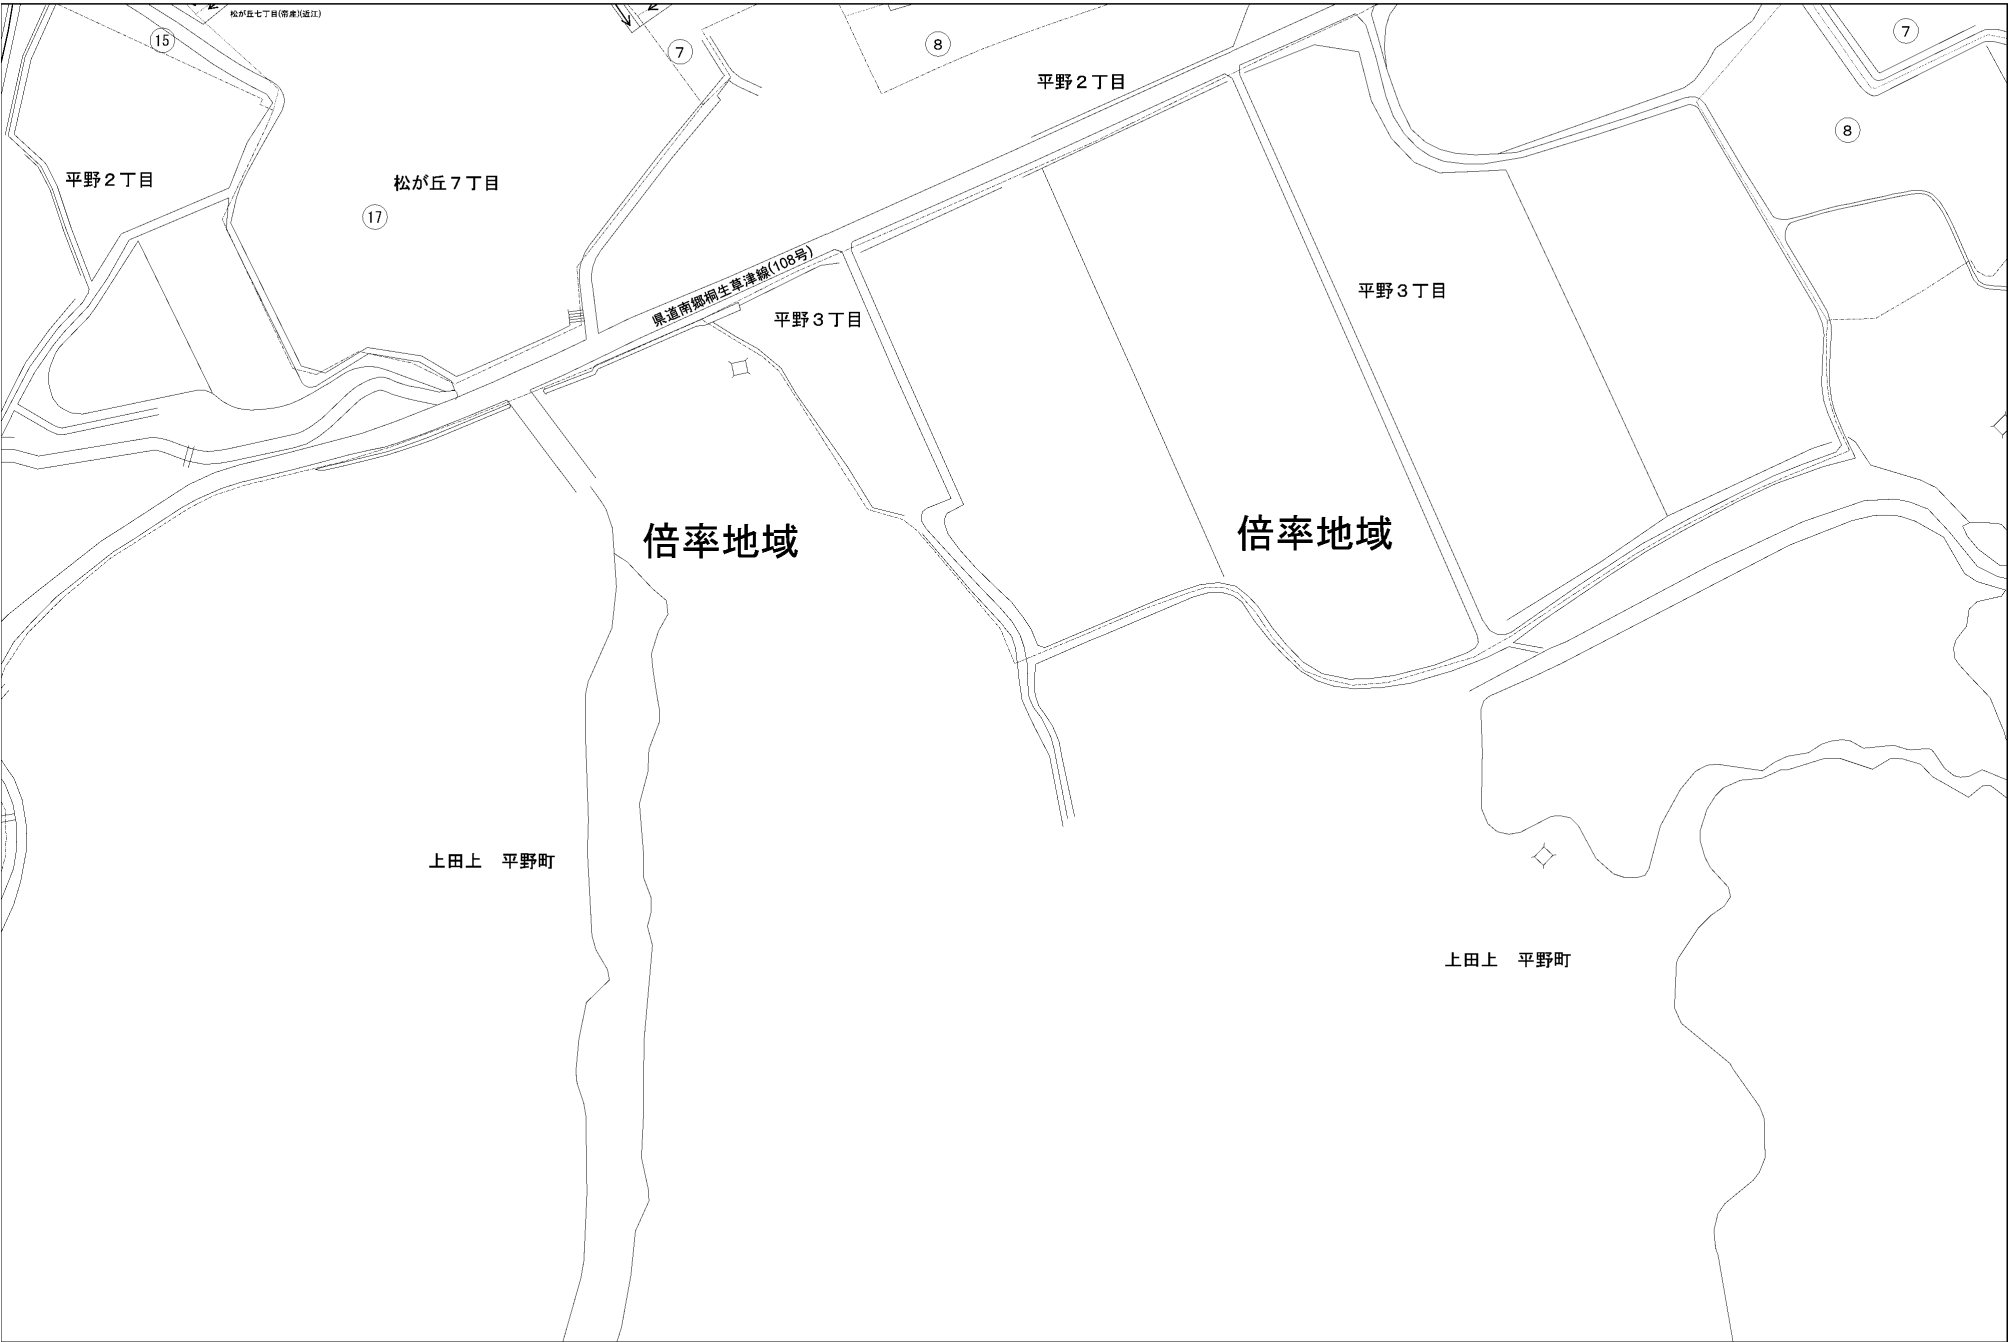 松が丘七丁目(帝産)(近江)
15
7
8
7
平野２丁目
8
平野２丁目
松が丘７丁目
17
県道南郷桐生草津線(108号)
平野３丁目
平野３丁目
倍率地域
倍率地域
上田上　平野町
上田上　平野町